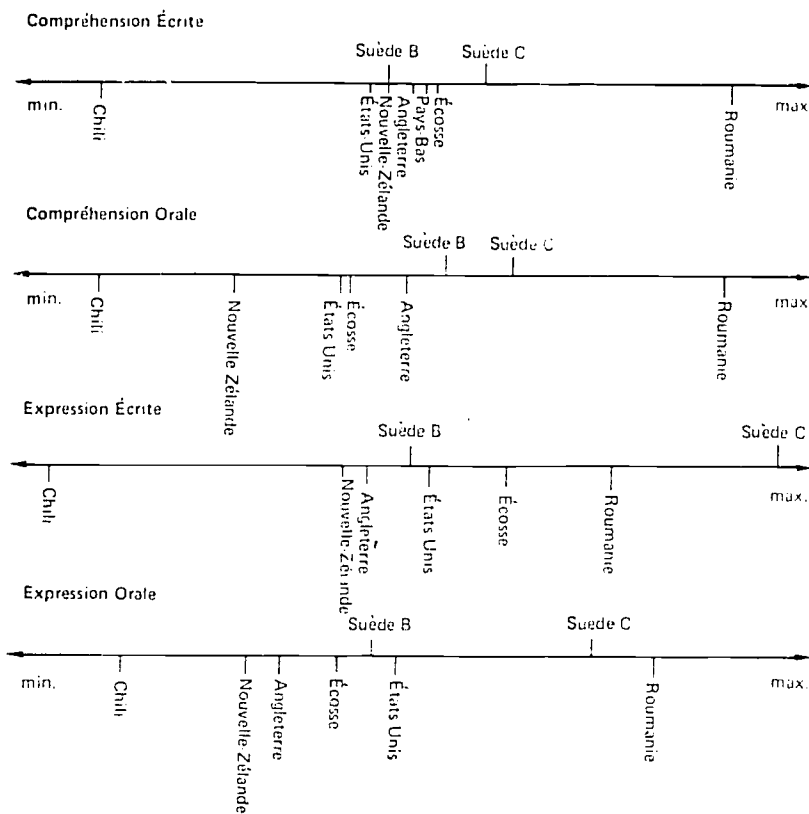 Compréhension Écrite
Suède B Suède C
min. max
Chili
États-Unis
Nouvelle-Zélande
Angleterre
Pays-Bas
Écosse
Roumanie
Compréhension Orale
Suède B Suède C
min. max
Chili
Nouvelle Zélande
États Unis
Écosse
Angleterre
Roumanie
Expression Écrite
Suède B Suède C
min. max.
Chili
Nouvelle-Zélande
Angleterre
États Unis
Écosse
Roumanie
Expression Orale
Suède B Suède C
min. max.
Chili
Nouvelle-Zélande
Angleterre
Écosse
États Unis
Roumanie